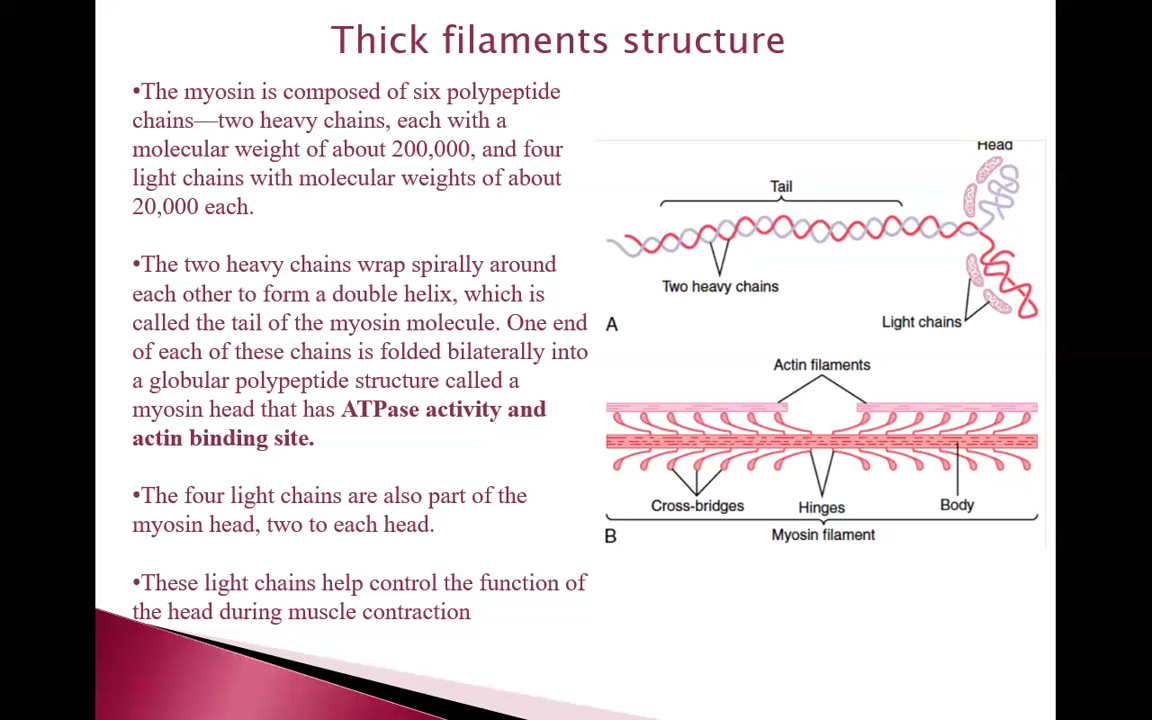 Thick filaments structure
•The myosin is composed of six polypeptide
chains—two heavy chains, each with a
molecular weight of about 200,000, and four
light chains with molecular weights of about
20,000 each.
•The two heavy chains wrap spirally around
each other to form a double helix, which is
called the tail of the myosin molecule. One end
of each of these chains is folded bilaterally into
a globular polypeptide structure called a
myosin head that has ATPase activity and
actin binding site.
•The four light chains are also part of the
myosin head, two to each head.
•These light chains help control the function of
the head during muscle contraction
Head
Tail
Two heavy chains
Light chains
A
Actin filaments
Cross-bridges
Hinges
Body
B
Myosin filament